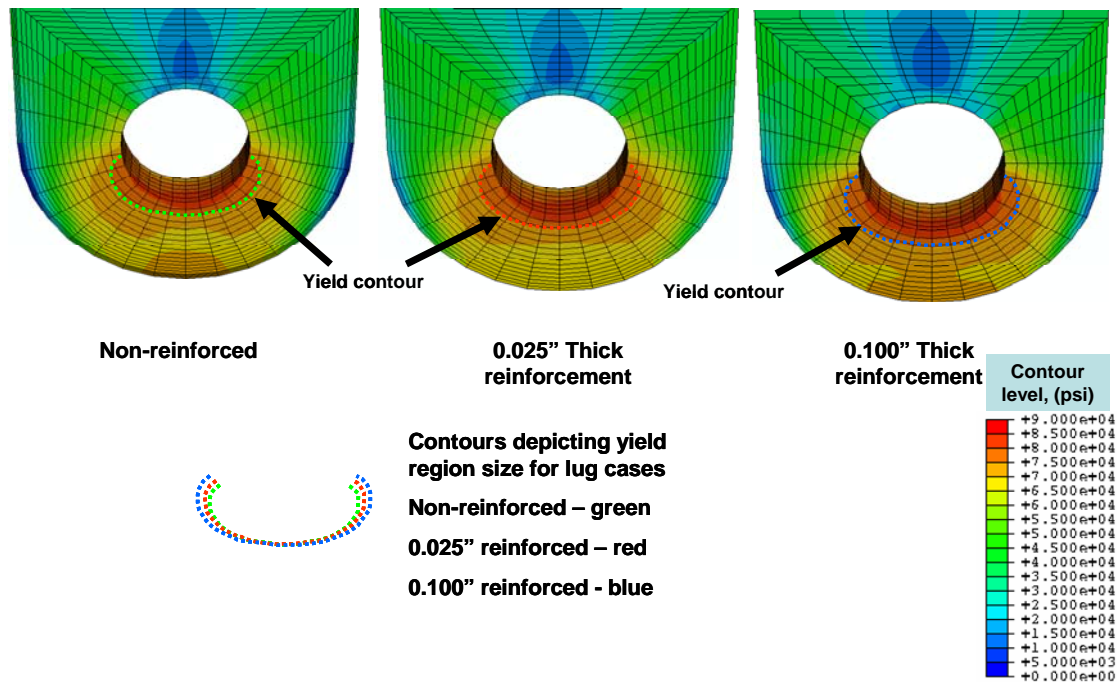 Yield contour
Yield contour
Non-reinforced
0.025” Thick
reinforcement
0.100” Thick
reinforcement
Contours depicting yield
region size for lug cases
Non-reinforced – green
0.025” reinforced – red
0.100” reinforced - blue
Contour
level, (psi)
+9.000e+04
+8.500e+04
+8.000e+04
+7.500e+04
+7.000e+04
+6.500e+04
+6.000e+04
+5.500e+04
+5.000e+04
+4.500e+04
+4.000e+04
+3.500e+04
+3.000e+04
+2.500e+04
+2.000e+04
+1.500e+04
+1.000e+04
+5.000e+03
+0.000e+00